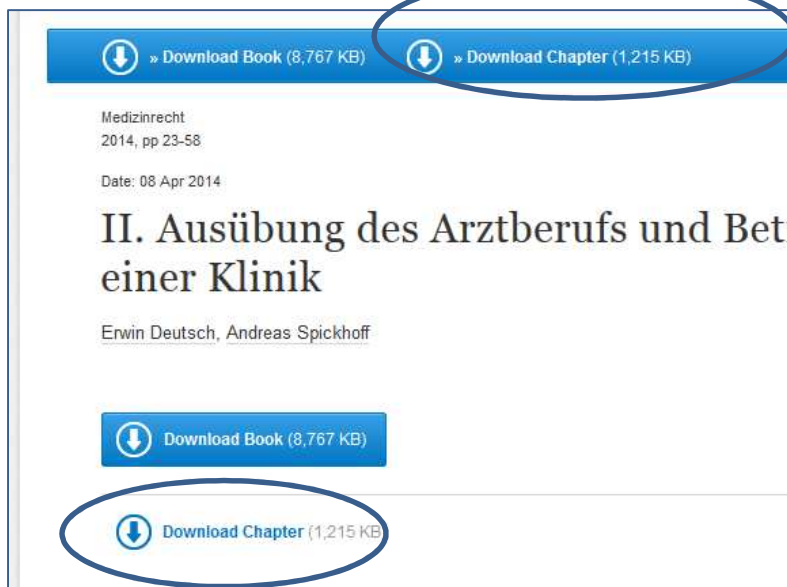 » Download Book (8,767 KB) » Download Chapter (1,215 KB)
Medizinrecht
2014, pp 23-58
Date: 08 Apr 2014
II. Ausübung des Arztberufs und
einer Klinik
Erwin Deutsch, Andreas Spickhoff
Download Book (8,767 KB)
Download Chapter (1,215 KB